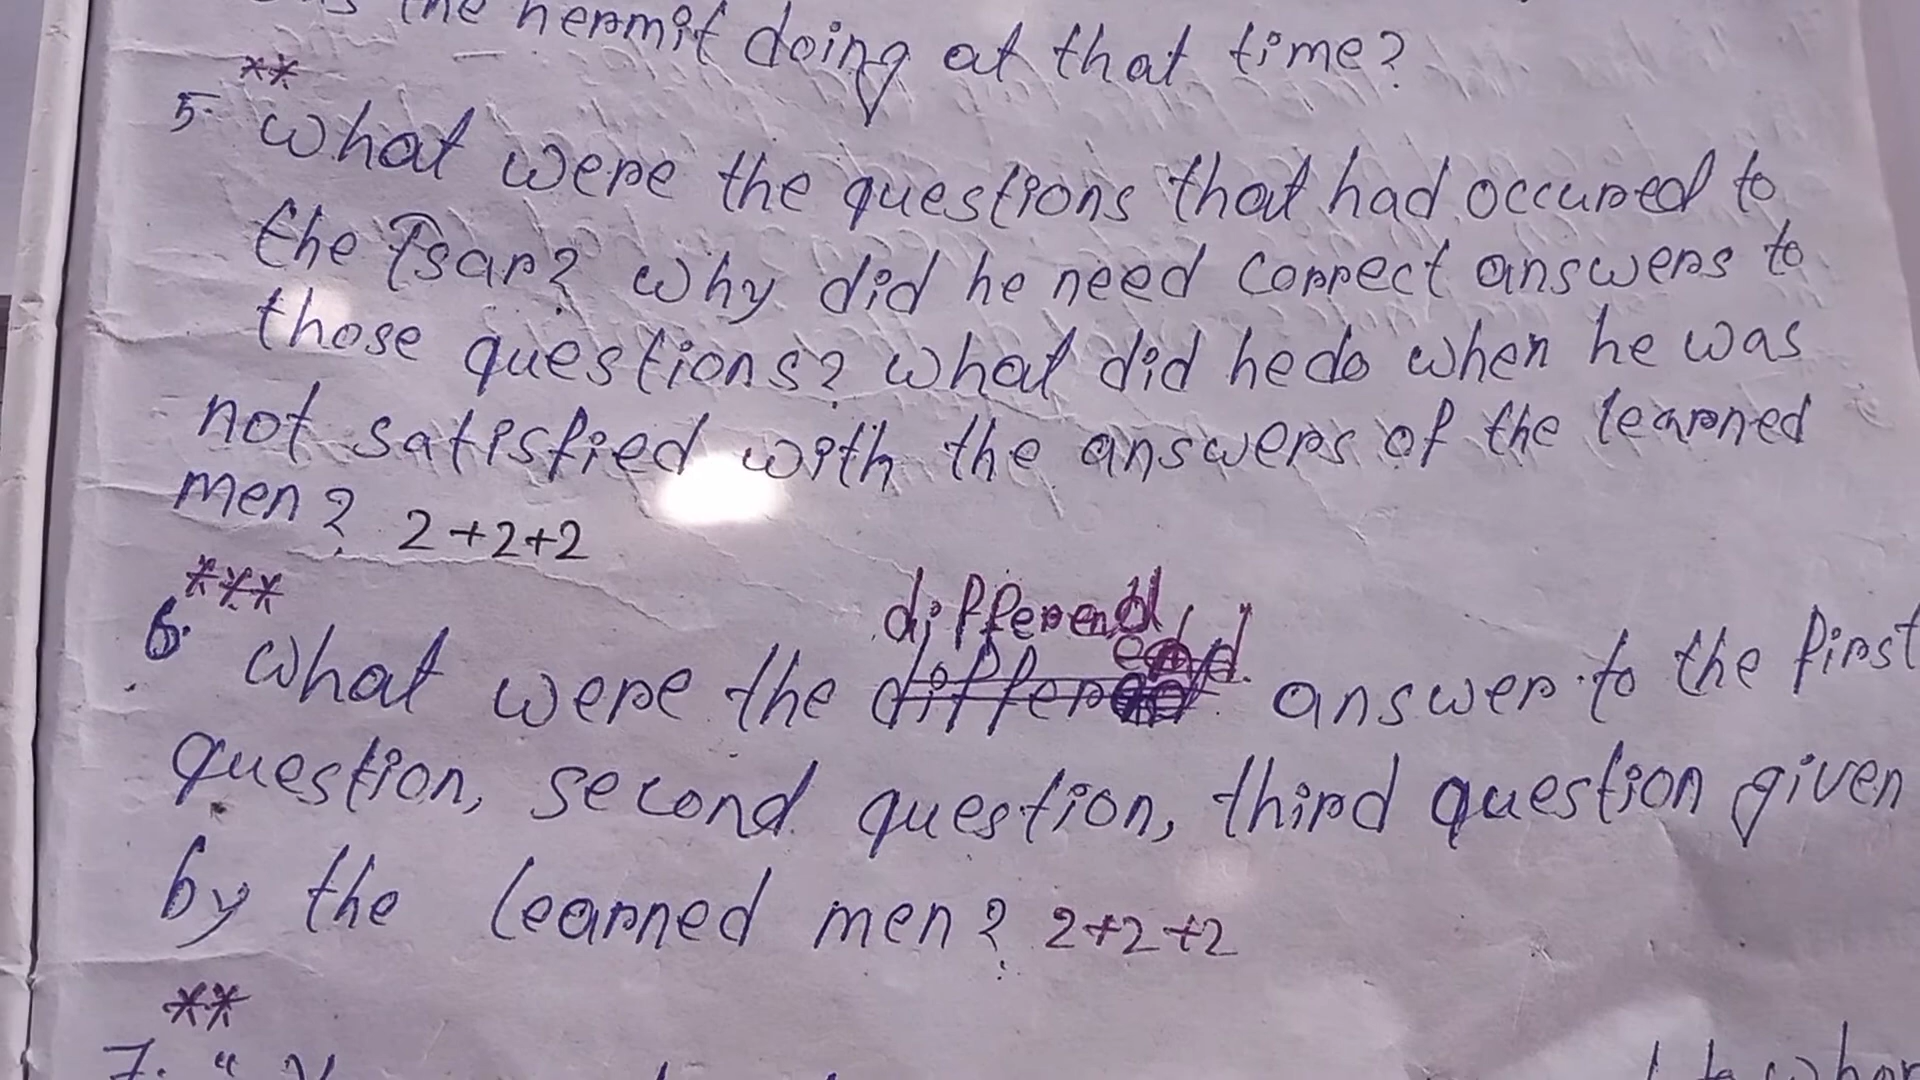 the hermit doing at that time?
**
5. What were the questions that had occured to
the Tsar? Why did he need correct answers to
those questions? What did he do when he was
not satisfied with the answers of the learned
men? 2+2+2
***
different
6. What were the answer to the first
question, second question, third question given
by the learned men? 2+2+2
**
7. "